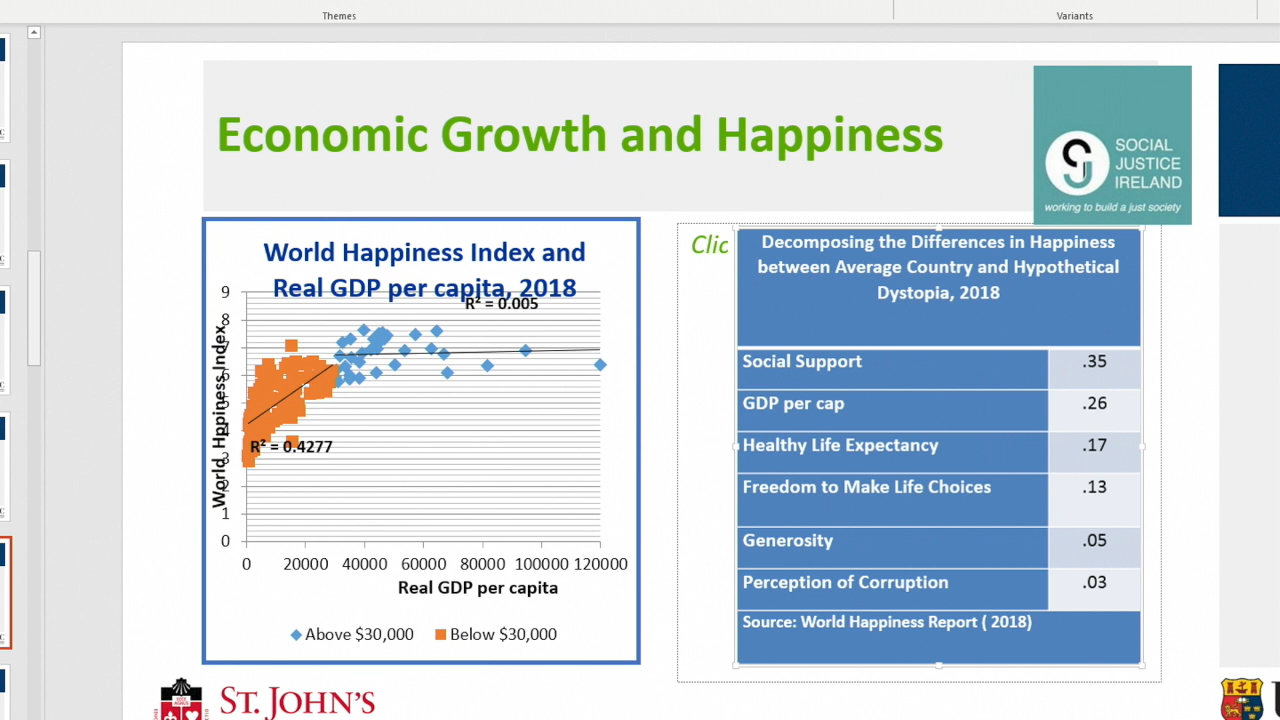 Themes
Variants
Economic Growth and Happiness
SOCIAL
JUSTICE
IRELAND
working to build a just society
World Happiness Index and
Real GDP per capita, 2018
R² = 0.005
R² = 0.4277
World Hppiness Index
9
8
7
6
5
4
3
2
1
0
0 20000 40000 60000 80000 100000 120000
Real GDP per capita
Above $30,000 Below $30,000
Clic
Decomposing the Differences in Happiness
between Average Country and Hypothetical
Dystopia, 2018
Social Support .35
GDP per cap .26
Healthy Life Expectancy .17
Freedom to Make Life Choices .13
Generosity .05
Perception of Corruption .03
Source: World Happiness Report ( 2018)
ST. JOHN'S